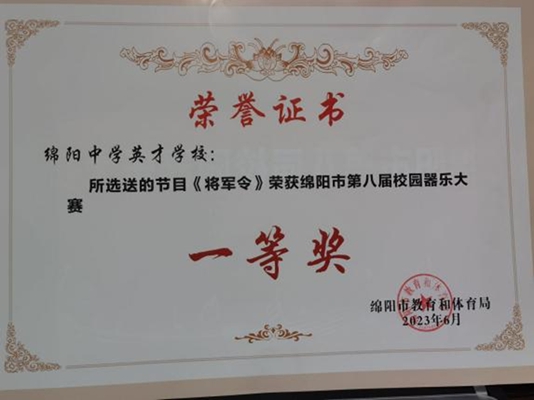 荣誉证书
绵阳中学英才学校：
所选送的节目《将军令》荣获绵阳市第八届校园器乐大
赛
一等奖
绵阳市教育和体育局
2023年6月